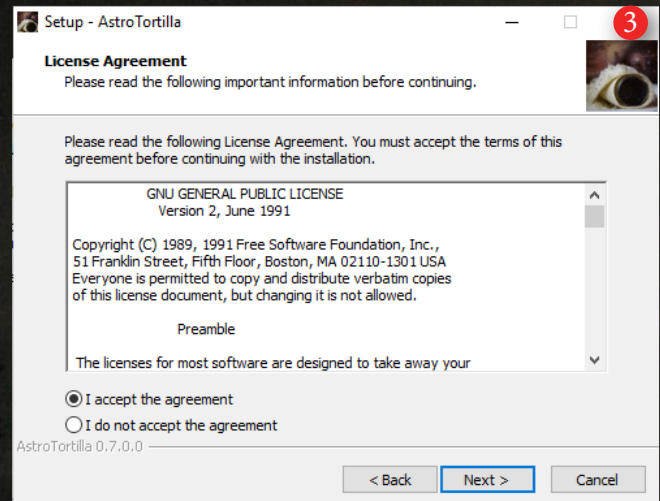 Setup - AstroTortilla
3
License Agreement
Please read the following important information before continuing.
Please read the following License Agreement. You must accept the terms of this
agreement before continuing with the installation.
GNU GENERAL PUBLIC LICENSE
Version 2, June 1991
Copyright (C) 1989, 1991 Free Software Foundation, Inc.,
51 Franklin Street, Fifth Floor, Boston, MA 02110-1301 USA
Everyone is permitted to copy and distribute verbatim copies
of this license document, but changing it is not allowed.
Preamble
The licenses for most software are designed to take away your
I accept the agreement
I do not accept the agreement
AstroTortilla 0.7.0.0
< Back Next > Cancel